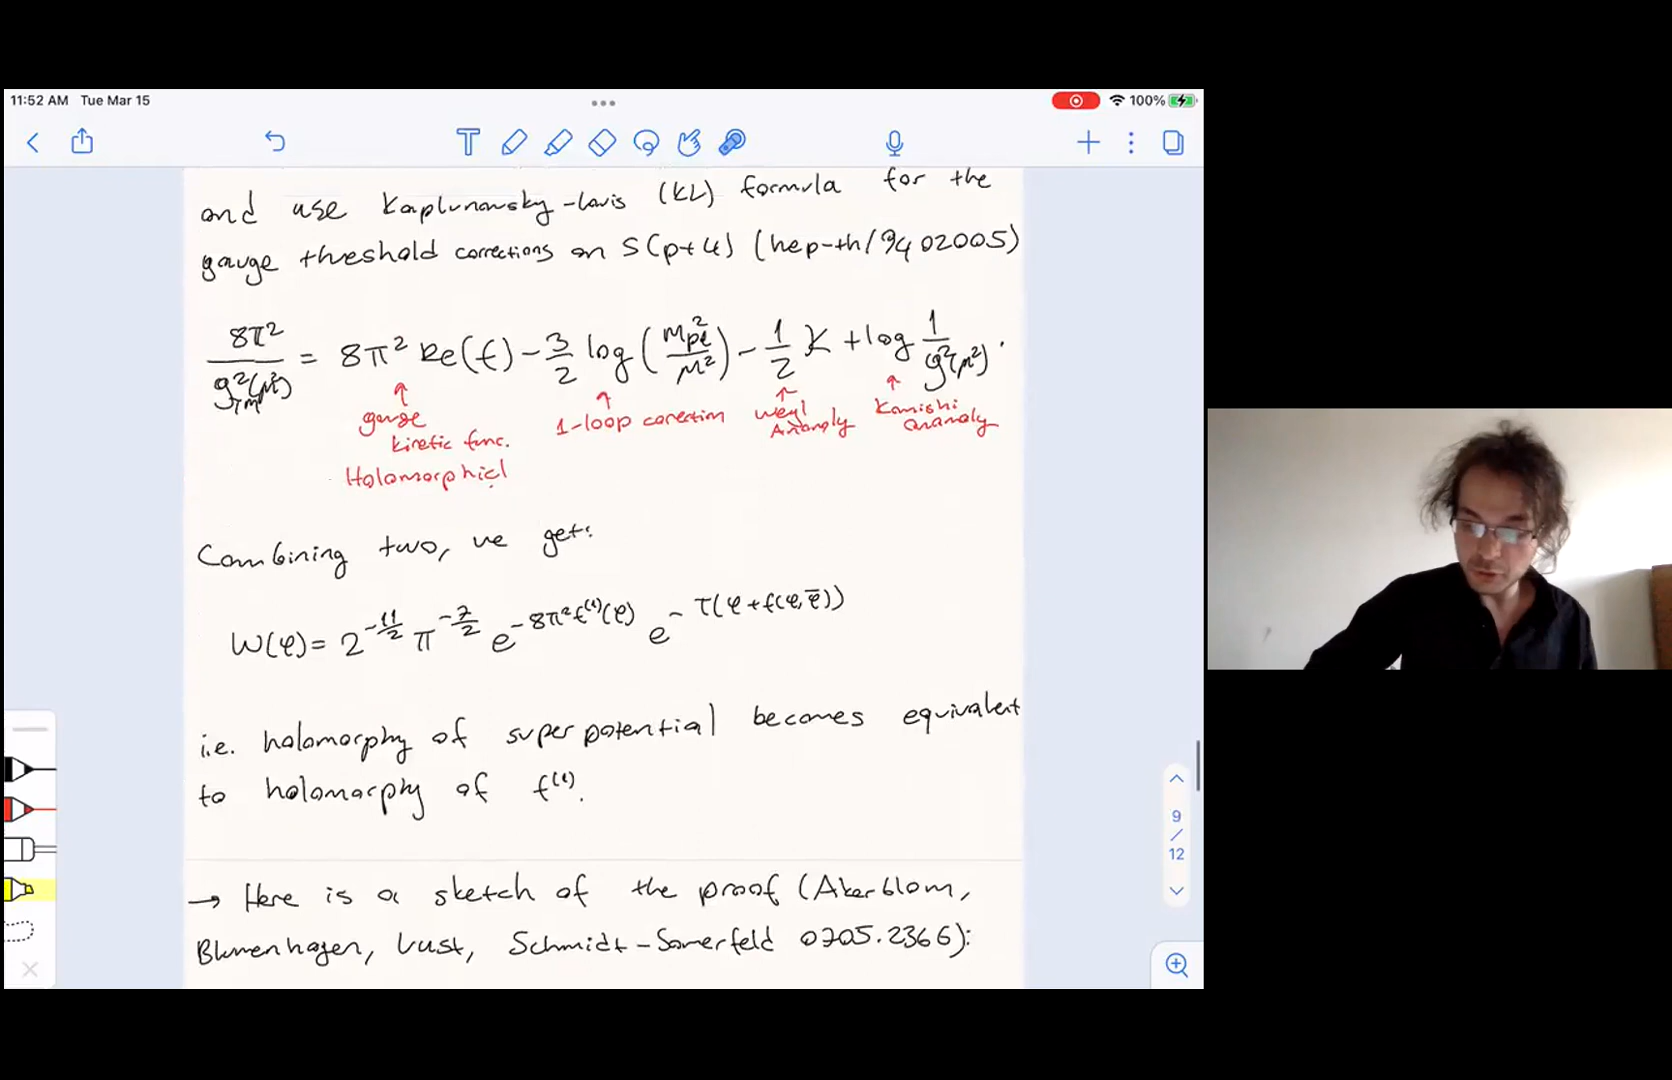 11:52 AM Tue Mar 15
100%
and use Kaplunovsky-Louis (KL) formula for the
gauge threshold corrections on S(p+4) (hep-th/9402005)
8π²/g²_YM(μ²) = 8π² Re(f) - 3/2 log(M_pl²/μ²) - 1/2 K + log 1/g²(μ²).
↑ ↑ ↑ ↑
gauge
kinetic func.
Holomorphic!
1-loop correction
Weyl
Anomaly
Konishi
anomaly
Combining two, we get:
W(φ) = 2^{-11/2} π^{-7/2} e^{-8π² f^{(1)}(φ)} e^{-T(φ+f(φ,φ̄))}
i.e. holomorphy of superpotential becomes equivalent
to holomorphy of f^{(1)}.
→ Here is a sketch of the proof (Akerblom,
Blumenhagen, Lust, Schmidt-Sommerfeld 0705.2366):
9
/
12